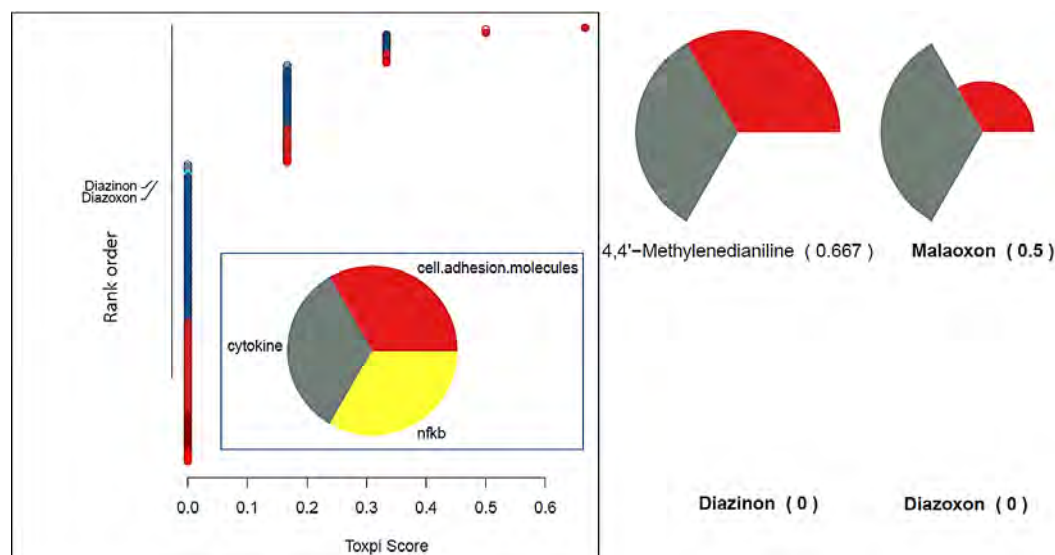 Diazinon
Diazoxon
Rank order
cell.adhesion.molecules
cytokine
nfkb
0.0 0.1 0.2 0.3 0.4 0.5 0.6
Toxpi Score
4,4'−Methylenedianiline ( 0.667 )
Malaoxon ( 0.5 )
Diazinon ( 0 )
Diazoxon ( 0 )